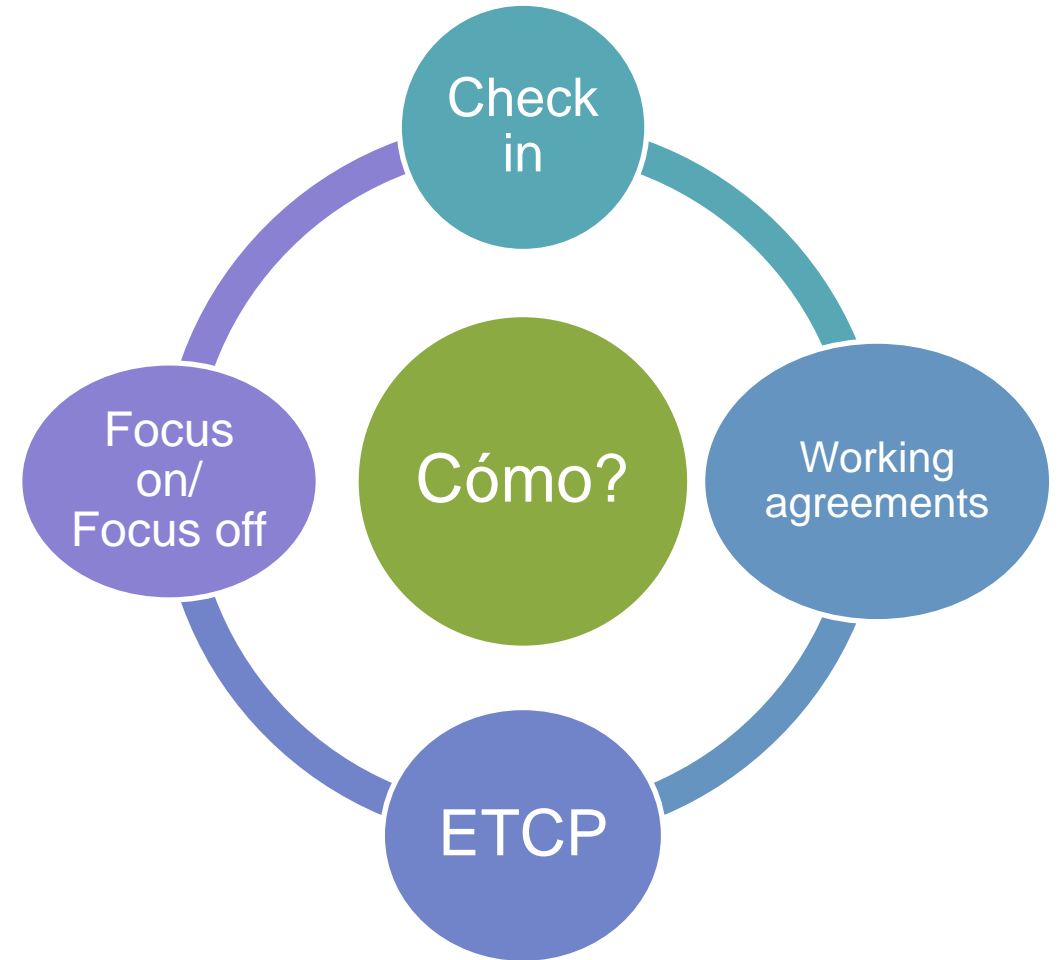 Check
in
Focus
on/
Focus off
Cómo?
Working
agreements
ETCP